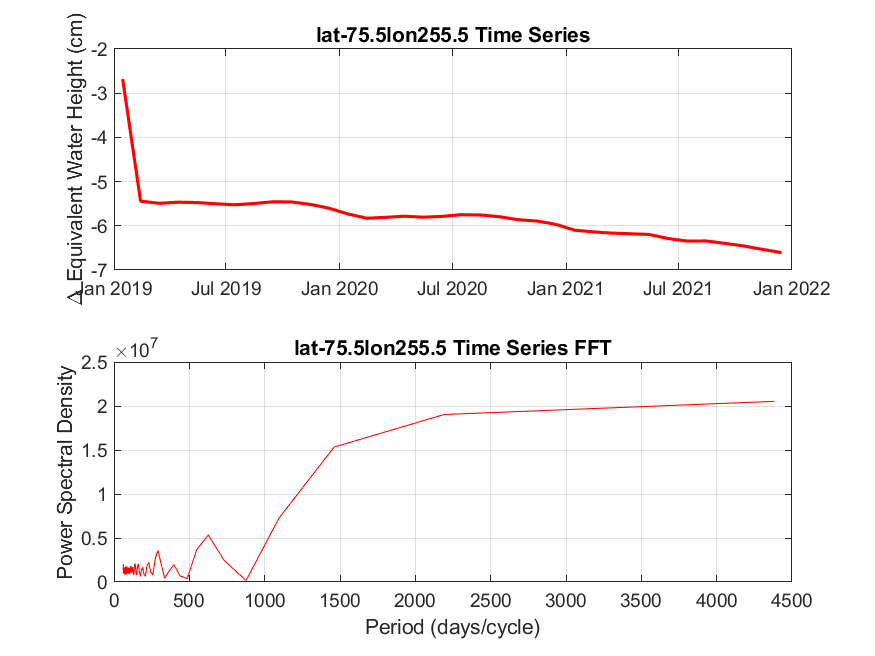 lat-75.5lon255.5 Time Series
Δ Equivalent Water Height (cm)
-2
-3
-4
-5
-6
-7
Jan 2019 Jul 2019 Jan 2020 Jul 2020 Jan 2021 Jul 2021 Jan 2022
lat-75.5lon255.5 Time Series FFT
×10⁷
Power Spectral Density
2.5
2
1.5
1
0.5
0
0 500 1000 1500 2000 2500 3000 3500 4000 4500
Period (days/cycle)